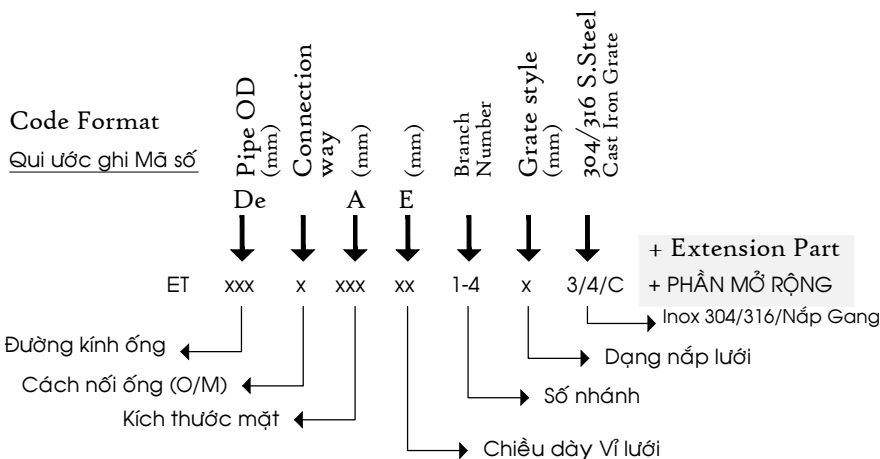 Code Format
Qui ước ghi Mã số
Pipe OD
(mm)
Connection
way
(mm)
(mm)
Branch
Number
Grate style
(mm)
304/316 S.Steel
Cast Iron Grate
De A E
+ Extension Part
ET xxx x xxx xx 1-4 x 3/4/C + PHẦN MỞ RỘNG
Inox 304/316/Nắp Gang
Đường kính ống
Dạng nắp lưới
Cách nối ống (O/M)
Số nhánh
Kích thước mặt
Chiều dày Vỉ lưới